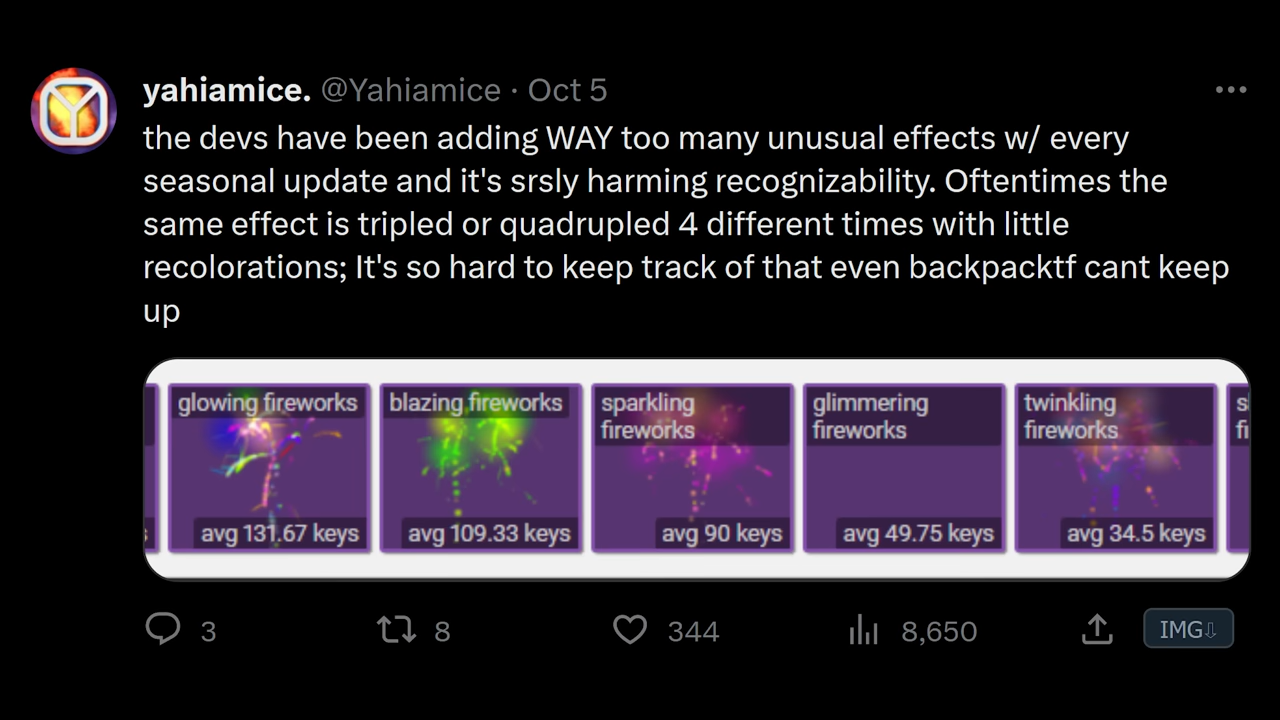 yahiamice. @Yahiamice · Oct 5
the devs have been adding WAY too many unusual effects w/ every
seasonal update and it's srsly harming recognizability. Oftentimes the
same effect is tripled or quadrupled 4 different times with little
recolorations; It's so hard to keep track of that even backpacktf cant keep
up
glowing fireworks
avg 131.67 keys
blazing fireworks
avg 109.33 keys
sparkling
fireworks
avg 90 keys
glimmering
fireworks
avg 49.75 keys
twinkling
fireworks
avg 34.5 keys
3 8 344 8,650 IMG⇩